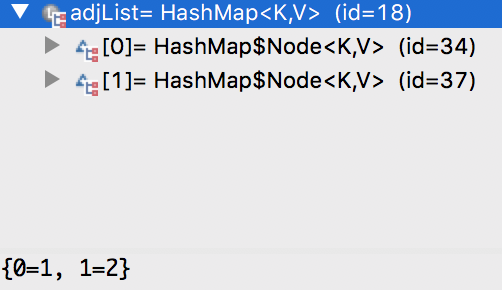 adjList= HashMap<K,V> (id=18)
[0]= HashMap$Node<K,V> (id=34)
[1]= HashMap$Node<K,V> (id=37)
{0=1, 1=2}